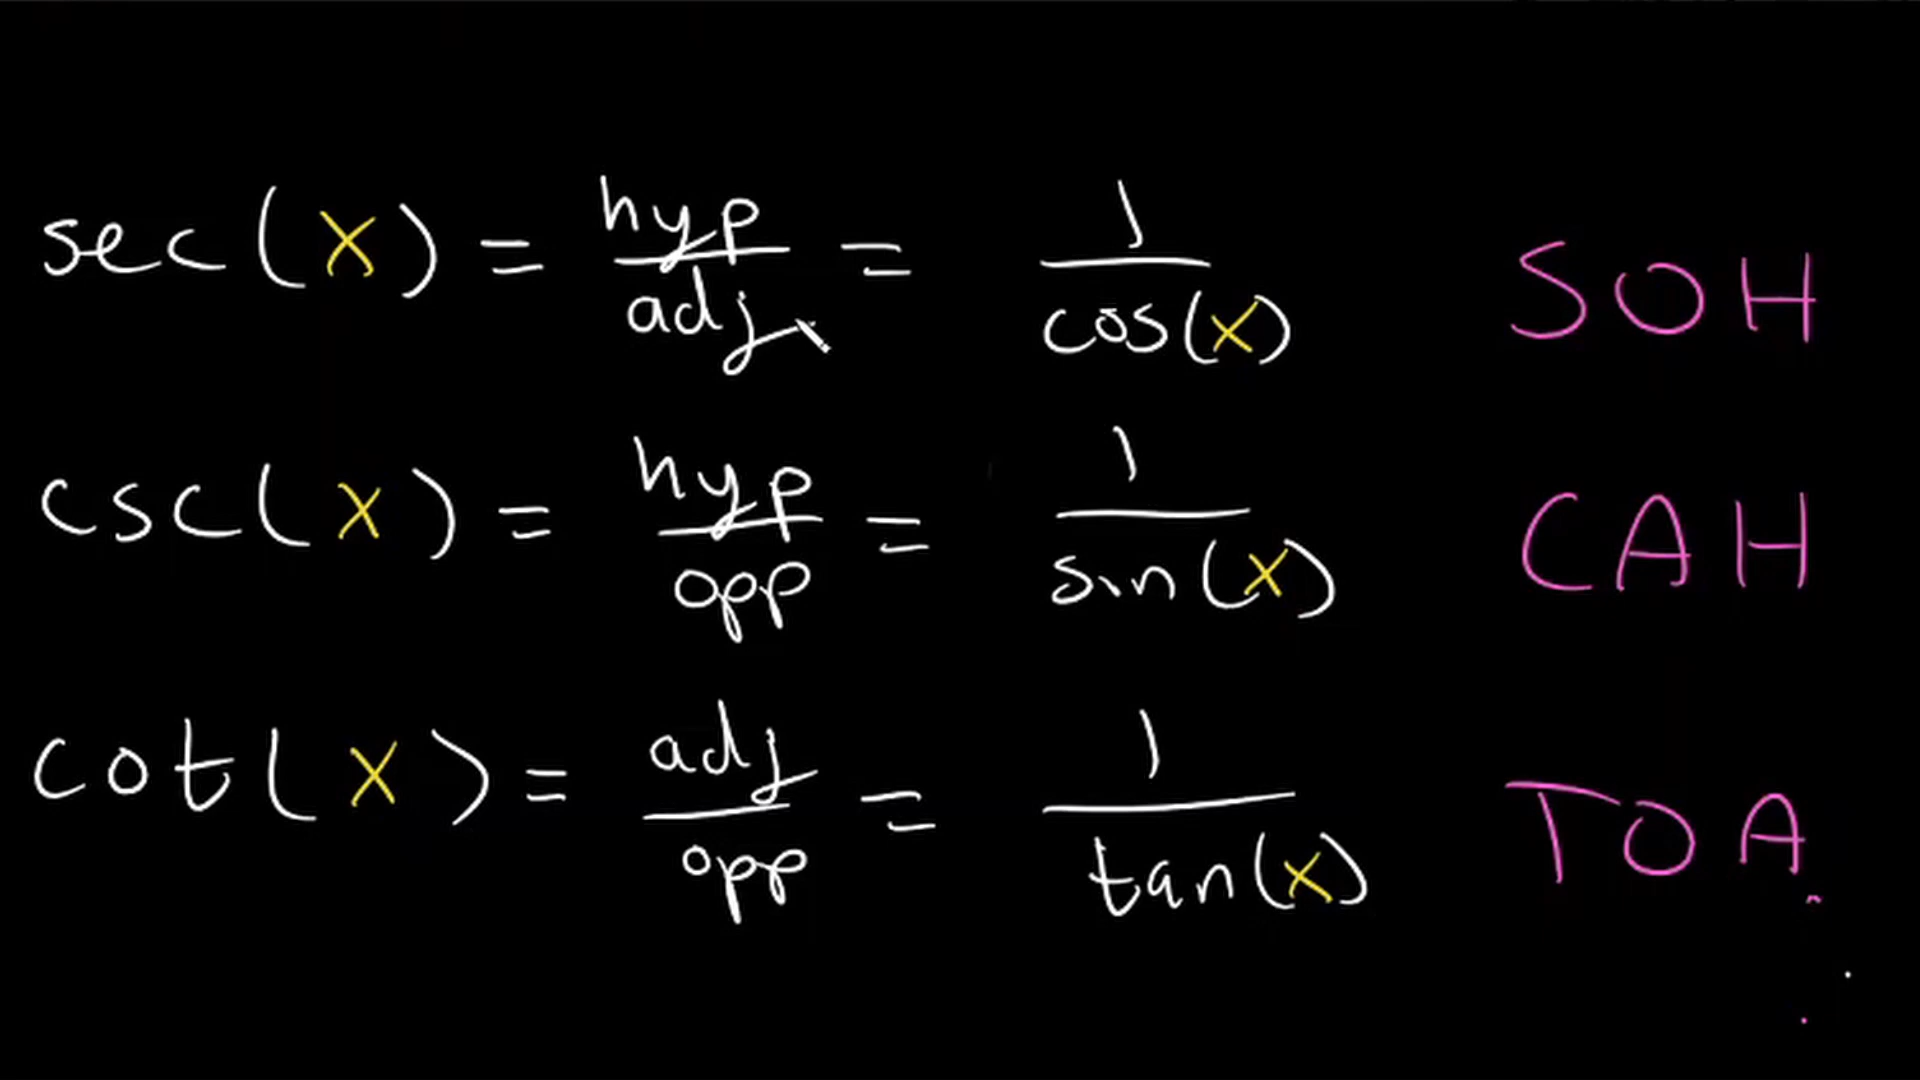 sec(x) = hyp/adj = 1/cos(x) SOH
csc(x) = hyp/opp = 1/sin(x) CAH
cot(x) = adj/opp = 1/tan(x) TOA